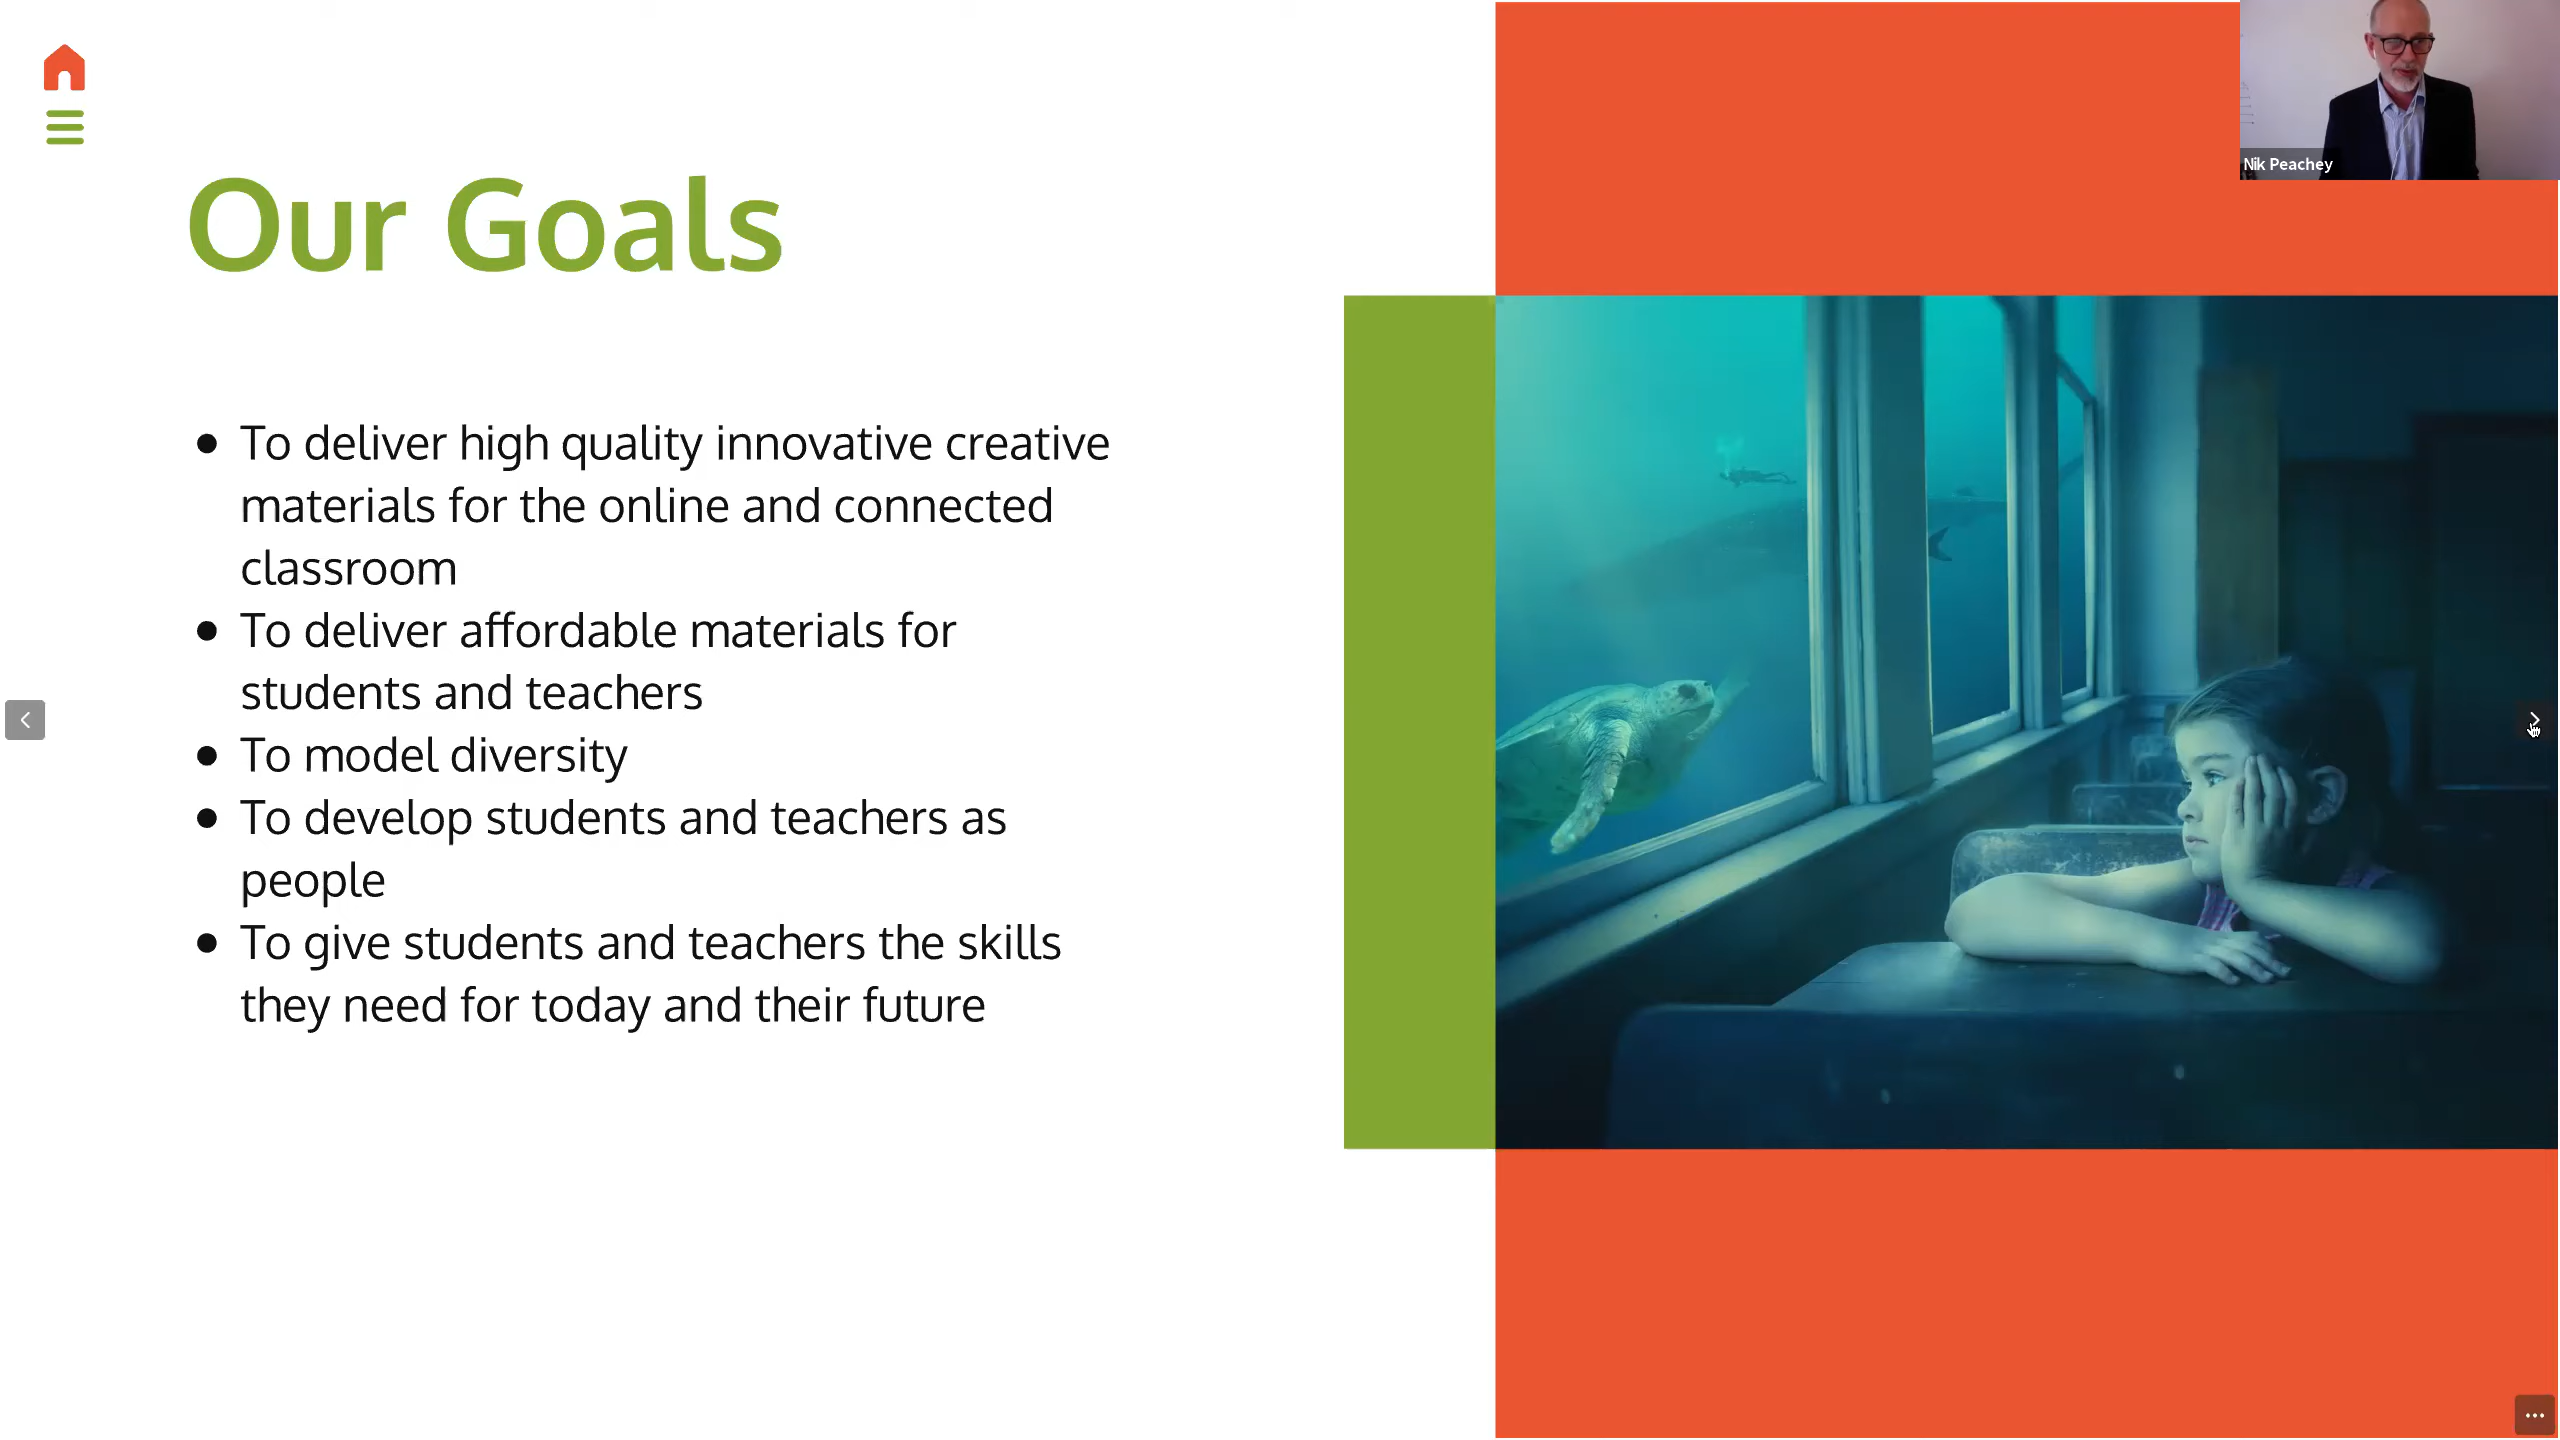 Nik Peachey
Our Goals
● To deliver high quality innovative creative
materials for the online and connected
classroom
● To deliver affordable materials for
students and teachers
● To model diversity
● To develop students and teachers as
people
● To give students and teachers the skills
they need for today and their future